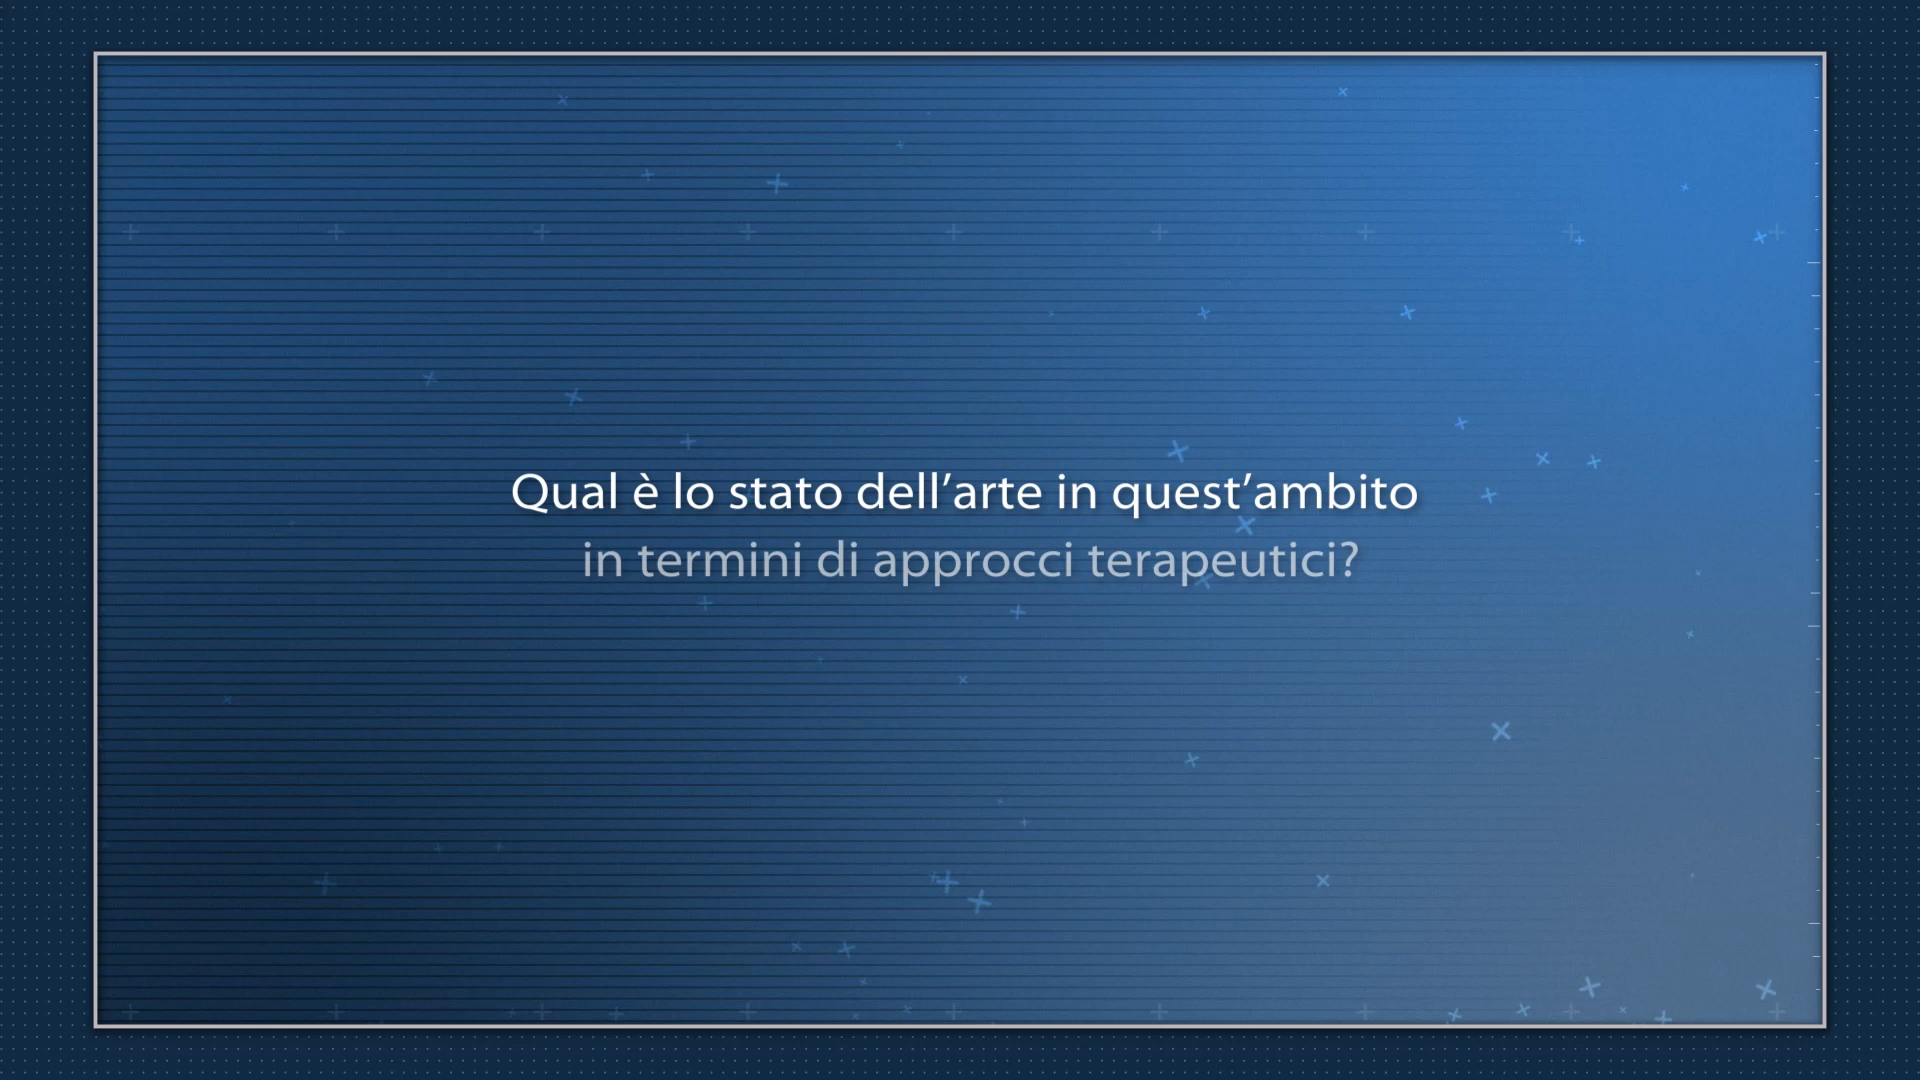 Qual è lo stato dell’arte in quest’ambito
in termini di approcci terapeutici?